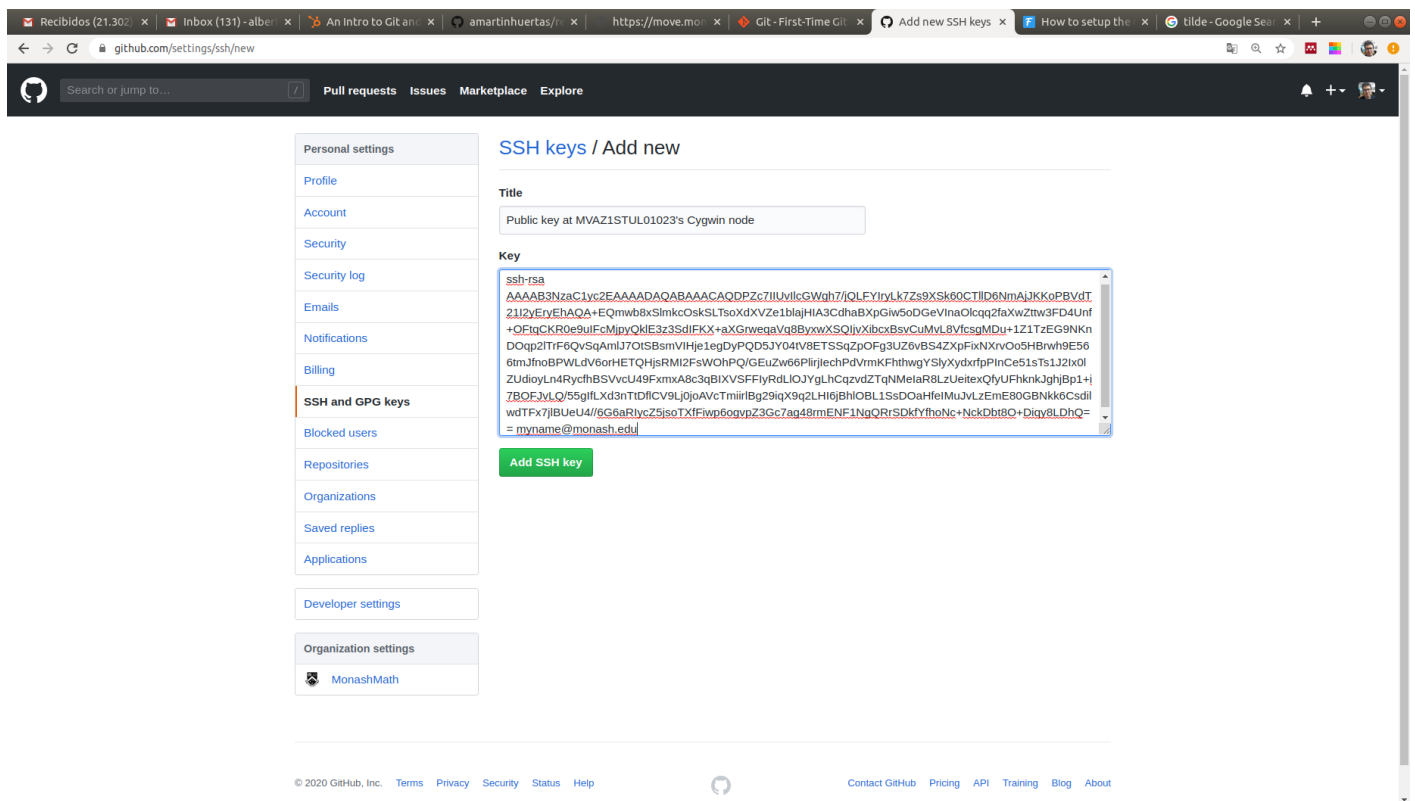 Recibidos (21.302)
Inbox (131) - alber
An Intro to Git and
amartinhuertas/re
https://move.mon
Git - First-Time Git
Add new SSH keys
How to setup the
tilde - Google Sear
github.com/settings/ssh/new
Search or jump to...
/
Pull requests Issues Marketplace Explore
Personal settings
Profile
Account
Security
Security log
Emails
Notifications
Billing
SSH and GPG keys
Blocked users
Repositories
Organizations
Saved replies
Applications
Developer settings
Organization settings
MonashMath
SSH keys / Add new
Title
Public key at MVAZ1STUL01023's Cygwin node
Key
ssh-rsa
AAAAB3NzaC1yc2EAAAADAQABAAACAQDPZc7IIUvIlcGWgh7/jQLFYIryLk7Zs9XSk60CTllD6NmAjJKKoPBVdT
21I2yEryEhAQA+EQmwb8xSlmkcOskSLTsoXdXVZe1blajHIA3CdhaBXpGiw5oDGeVInaOlcqq2faXwZttw3FD4Unf
+OFtqCKR0e9uIFcMjpyQklE3z3SdIFKX+aXGrweqaVq8ByxwXSQIjvXibcxBsvCuMvL8VfcsgMDu+1Z1TzEG9NKn
DOqp2lTrF6QvSqAmlJ7OtSBsmVIHje1egDyPQD5JY04tV8ETSSqZpOFg3UZ6vBS4ZXpFixNXrvOo5HBrwh9E56
6tmJfnoBPWLdV6orHETQHjsRMI2FsWOhPQ/GEuZw66PlirjIechPdVrmKFhthwgYSlyXydxrfpPInCe51sTs1J2Ix0l
ZUdioyLn4RycfhBSVvcU49FxmxA8c3qBIXVSFFIyRdLlOJYgLhCqzvdZTqNMeIaR8LzUeitexQfyUFhknkJghjBp1+j
7BOFJvLQ/55gIfLXd3nTtDflCV9Lj0joAVcTmiirlBg29iqX9q2LHI6jBhlOBL1SsDOaHfeIMuJvLzEmE80GBNkk6Csdil
wdTFx7jlBUeU4//6G6aRIycZ5jsoTXfFiwp6ogvpZ3Gc7ag48rmENF1NgQRrSDkfYfhoNc+NckDbt8O+Diqy8LDhQ=
= myname@monash.edu
Add SSH key
© 2020 GitHub, Inc. Terms Privacy Security Status Help Contact GitHub Pricing API Training Blog About